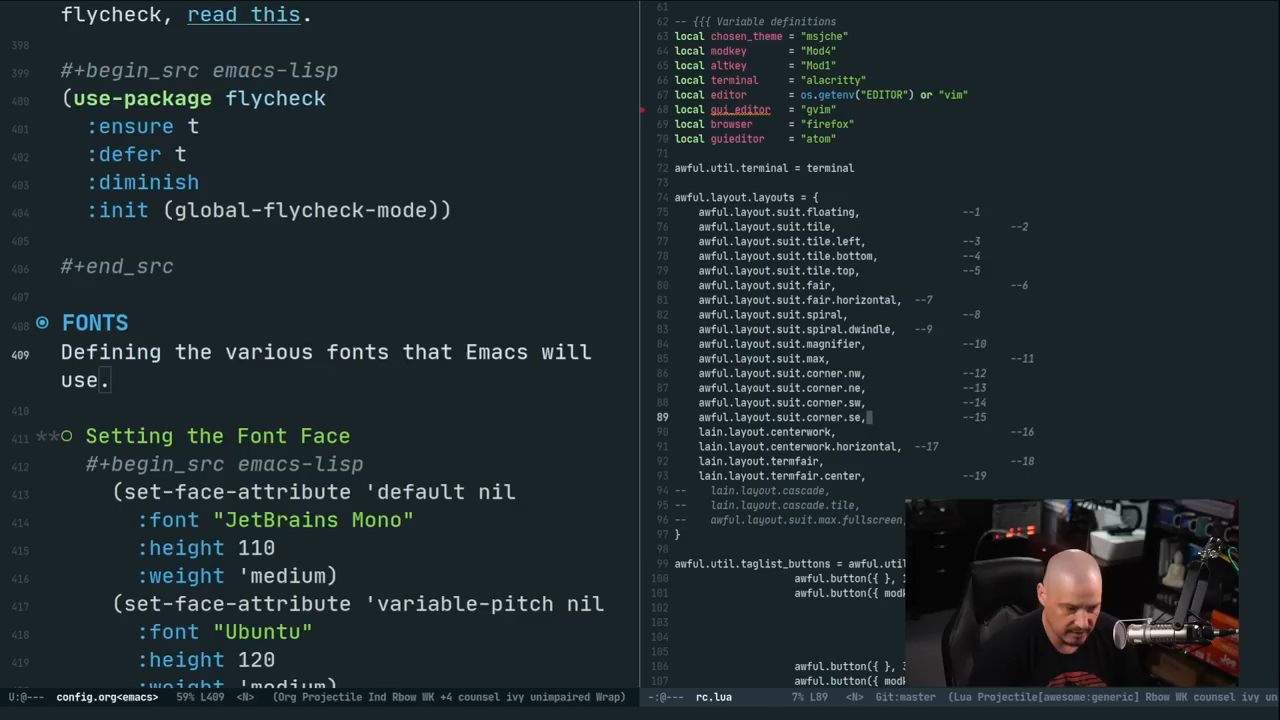 flycheck, read this.
398
399 #+begin_src emacs-lisp
400 (use-package flycheck
401 :ensure t
402 :defer t
403 :diminish
404 :init (global-flycheck-mode))
405
406 #+end_src
407
408 FONTS
409 Defining the various fonts that Emacs will
use.
410
411 ** Setting the Font Face
412 #+begin_src emacs-lisp
413 (set-face-attribute 'default nil
414 :font "JetBrains Mono"
415 :height 110
416 :weight 'medium)
417 (set-face-attribute 'variable-pitch nil
418 :font "Ubuntu"
419 :height 120
:weight 'medium)
U:@--- config.org<emacs> 59% L409 <N> (Org Projectile Ind Rbow WK +4 counsel ivy unimpaired Wrap)
61
62 -- {{{ Variable definitions
63 local chosen_theme = "msjche"
64 local modkey = "Mod4"
65 local altkey = "Mod1"
66 local terminal = "alacritty"
67 local editor = os.getenv("EDITOR") or "vim"
68 local gui_editor = "gvim"
69 local browser = "firefox"
70 local guieditor = "atom"
71
72 awful.util.terminal = terminal
73
74 awful.layout.layouts = {
75 awful.layout.suit.floating, --1
76 awful.layout.suit.tile, --2
77 awful.layout.suit.tile.left, --3
78 awful.layout.suit.tile.bottom, --4
79 awful.layout.suit.tile.top, --5
80 awful.layout.suit.fair, --6
81 awful.layout.suit.fair.horizontal, --7
82 awful.layout.suit.spiral, --8
83 awful.layout.suit.spiral.dwindle, --9
84 awful.layout.suit.magnifier, --10
85 awful.layout.suit.max, --11
86 awful.layout.suit.corner.nw, --12
87 awful.layout.suit.corner.ne, --13
88 awful.layout.suit.corner.sw, --14
89 awful.layout.suit.corner.se, --15
90 lain.layout.centerwork, --16
91 lain.layout.centerwork.horizontal, --17
92 lain.layout.termfair, --18
93 lain.layout.termfair.center, --19
94 -- lain.layout.cascade,
95 -- lain.layout.cascade.tile,
96 -- awful.layout.suit.max.fullscreen,
97 }
98
99 awful.util.taglist_buttons = awful.util
100 awful.button({ },
101 awful.button({ modk
102
103
104
105
106 awful.button({ },
107 awful.button({ modk
-:@--- rc.lua 7% L89 <N> Git:master (Lua Projectile[awesome:generic] Rbow WK counsel ivy un